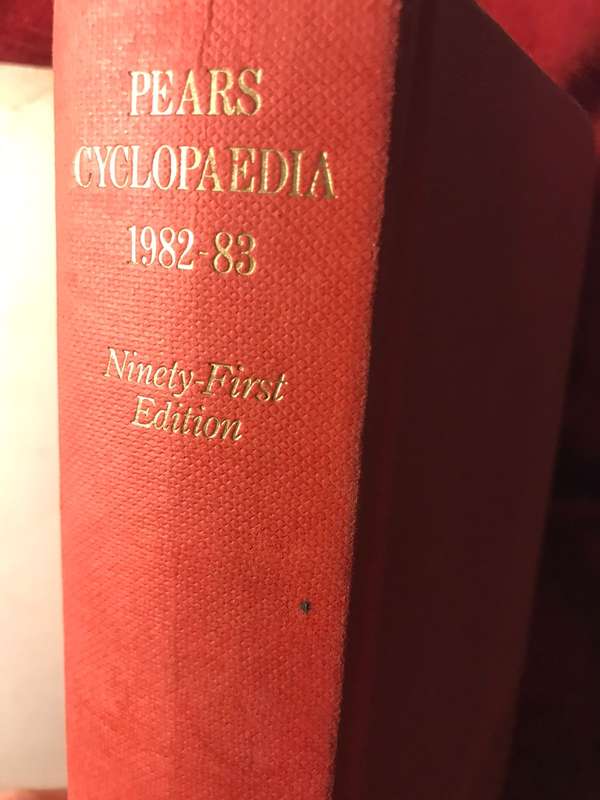 PEARS
CYCLOPAEDIA
1982-83
Ninety-First
Edition